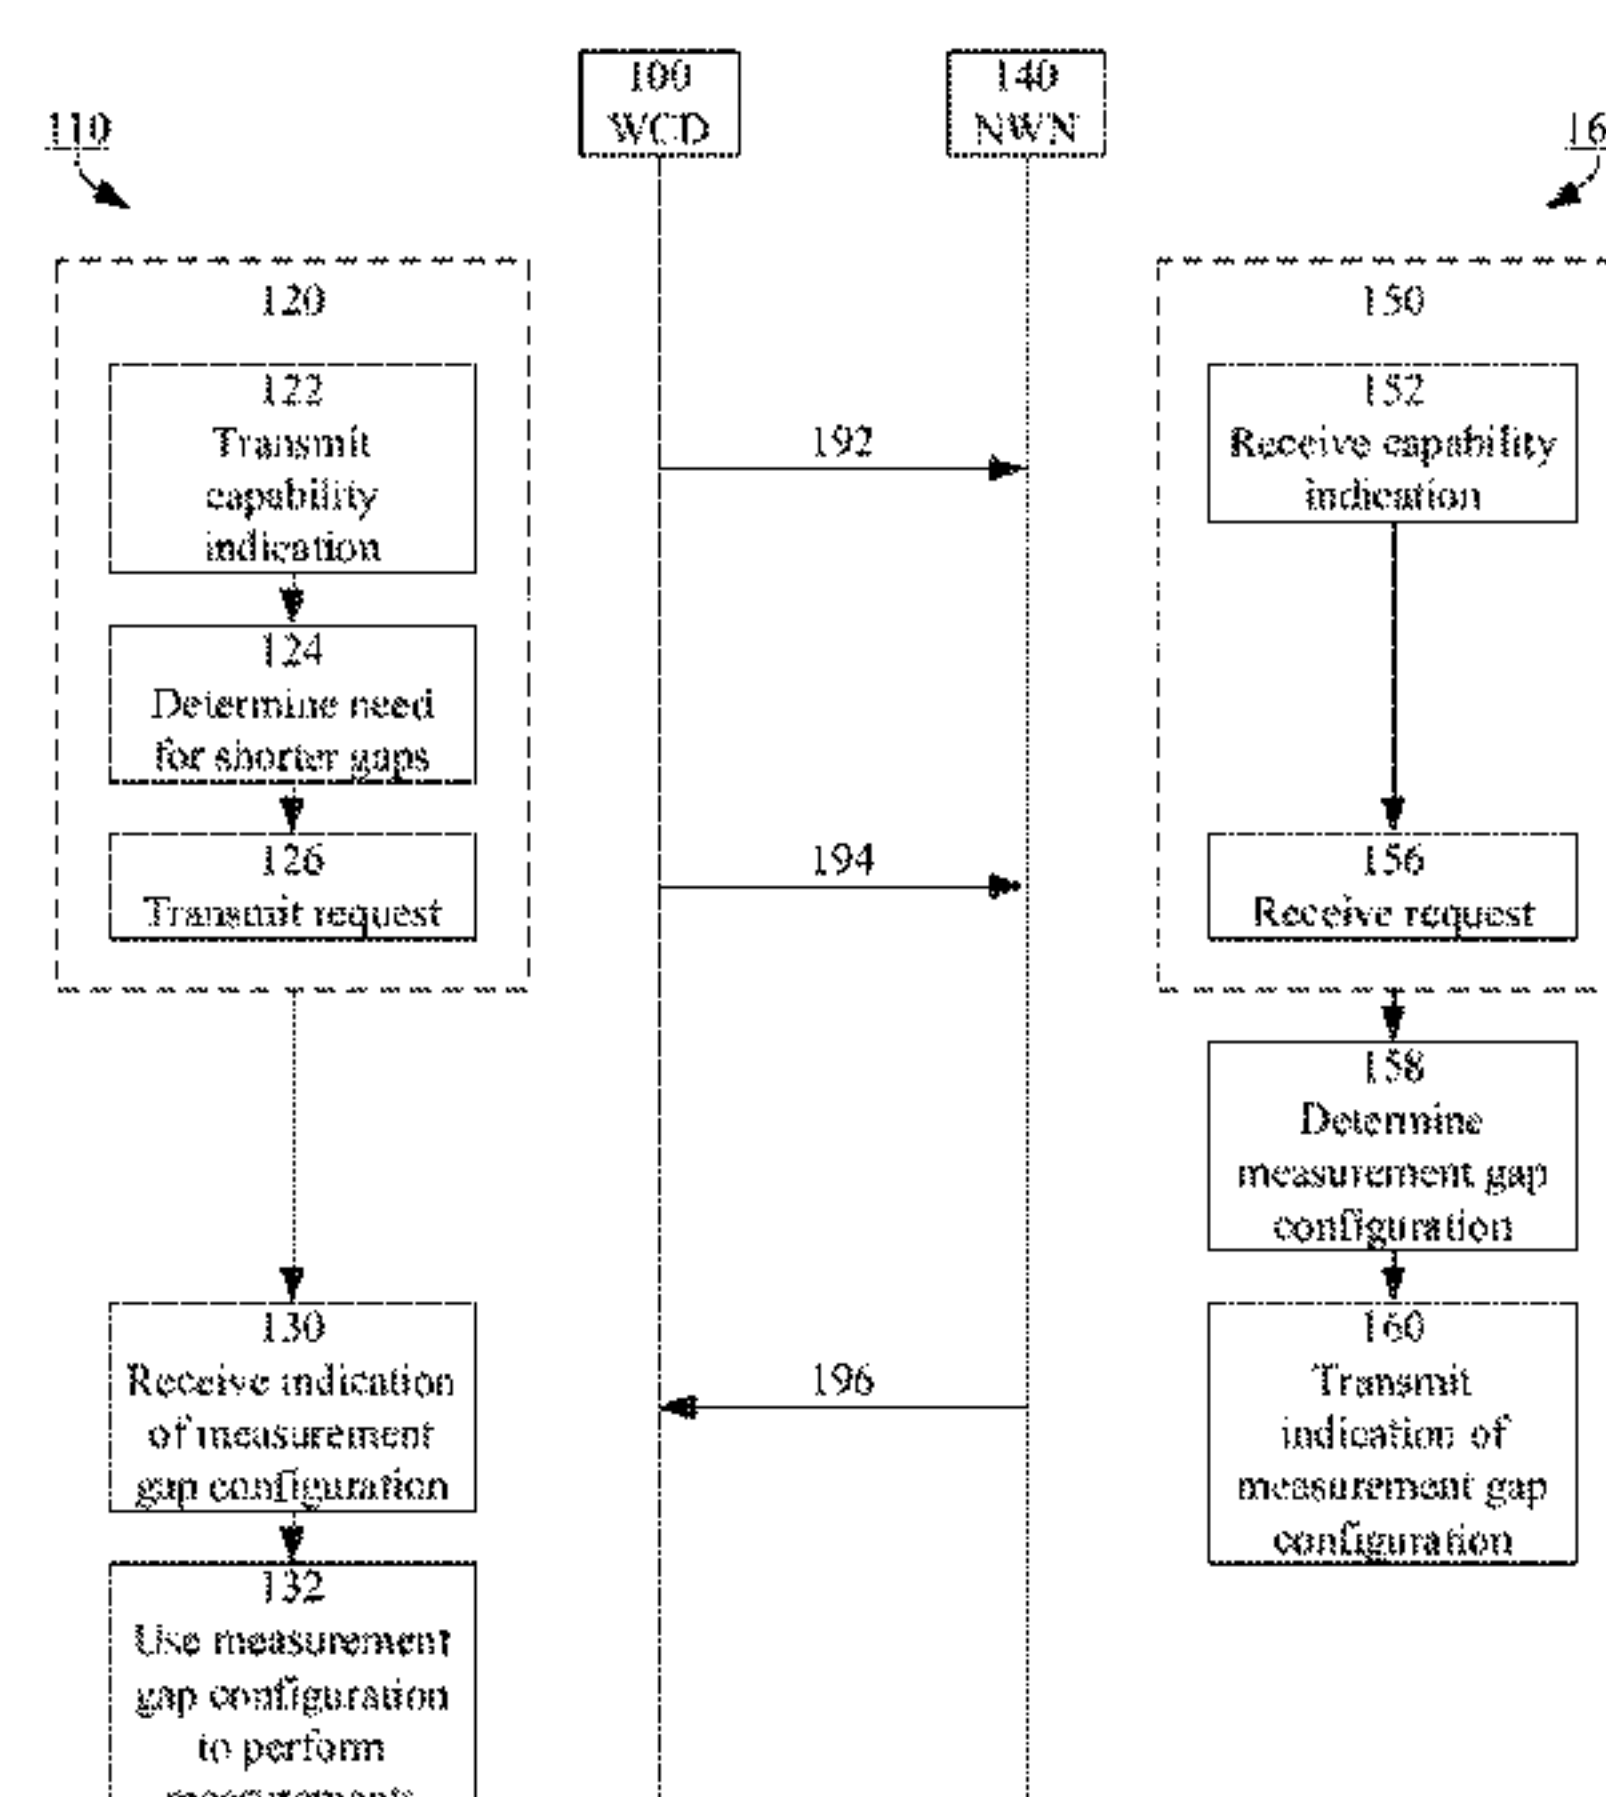 100
WCD
140
NWN
110
16
120
122
Transmit
capability
indication
124
Determine need
for shorter gaps
126
Transmit request
192
194
150
152
Receive capability
indication
156
Receive request
158
Determine
measurement gap
configuration
130
Receive indication
of measurement
gap configuration
196
160
Transmit
indication of
measurement gap
configuration
132
Use measurement
gap configuration
to perform
measurements